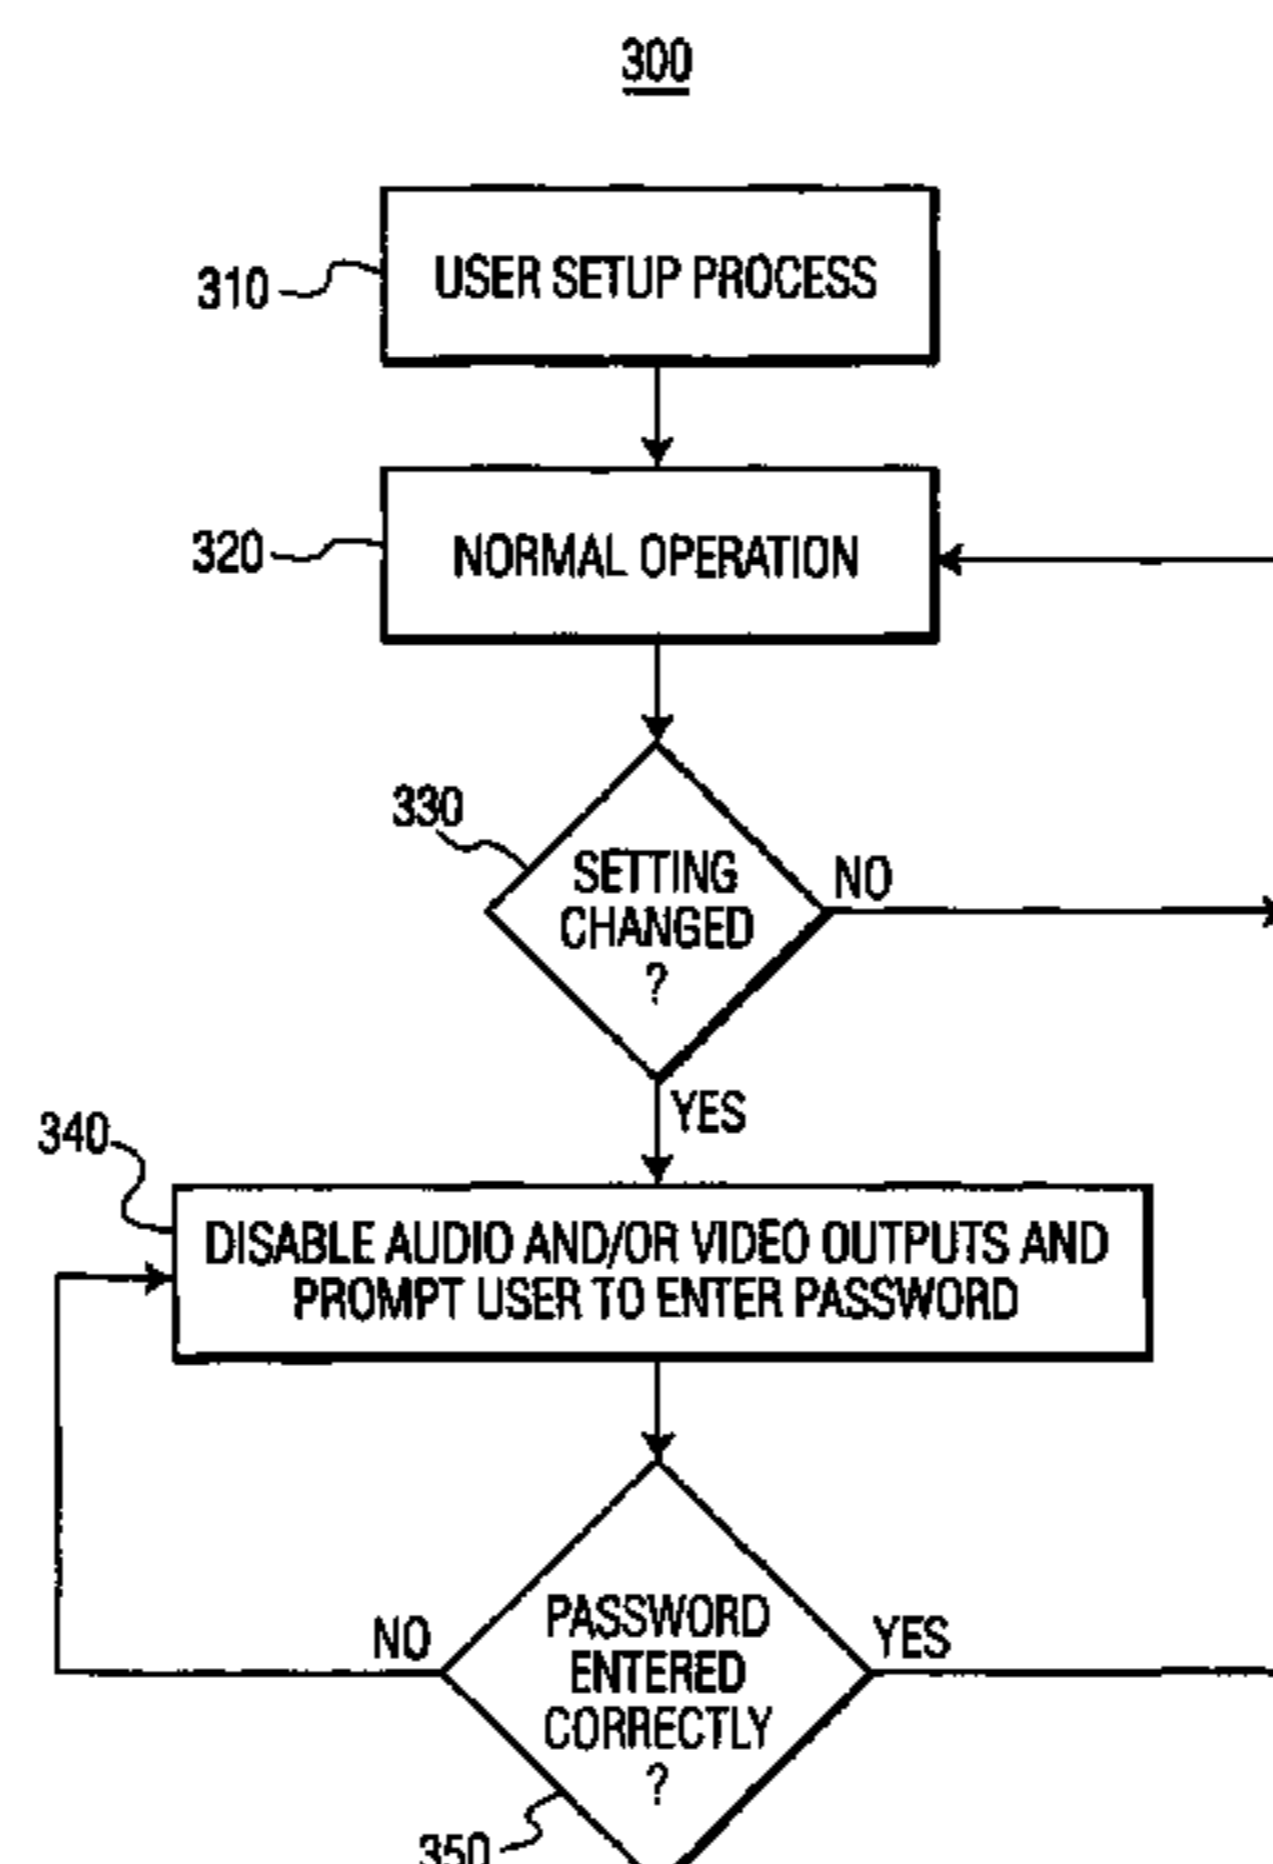 300
310
USER SETUP PROCESS
320
NORMAL OPERATION
330
SETTING
CHANGED
?
NO
YES
340
DISABLE AUDIO AND/OR VIDEO OUTPUTS AND
PROMPT USER TO ENTER PASSWORD
NO
PASSWORD
ENTERED
CORRECTLY
?
YES
350